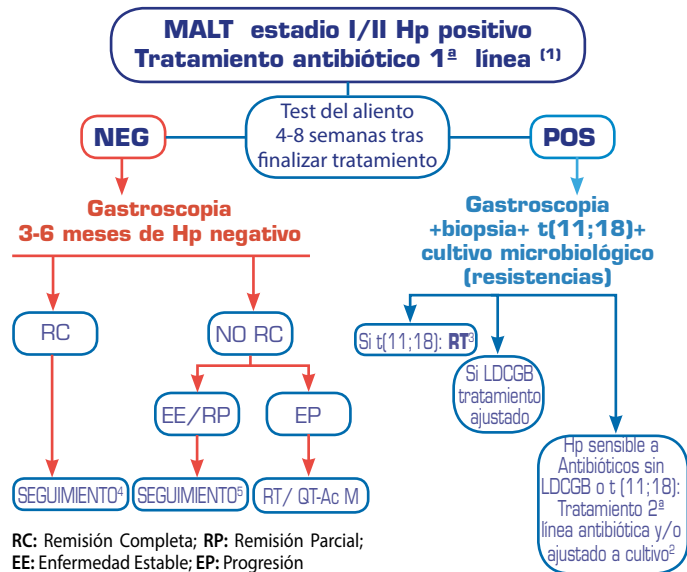 MALT estadio I/II Hp positivo
Tratamiento antibiótico 1ª línea (1)
Test del aliento
4-8 semanas tras
finalizar tratamiento
NEG
POS
Gastroscopia
3-6 meses de Hp negativo
Gastroscopia
+biopsia+ t(11;18)+
cultivo microbiológico
(resistencias)
RC
NO RC
Si t(11;18): RT3
Si LDCGB
tratamiento
ajustado
EE/RP
EP
Hp sensible a
Antibióticos sin
LDCGB o t (11;18):
Tratamiento 2ª
línea antibiótica y/o
ajustado a cultivo2
SEGUIMIENTO4
SEGUIMIENTO5
RT/ QT-Ac M
RC: Remisión Completa; RP: Remisión Parcial;
EE: Enfermedad Estable; EP: Progresión